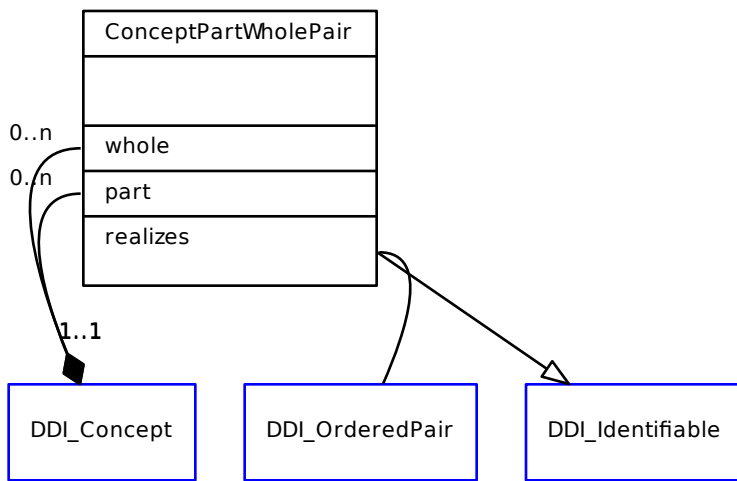 ConceptPartWholePair
0..n
whole
0..n
part
realizes
1..1
DDI_Concept
DDI_OrderedPair
DDI_Identifiable